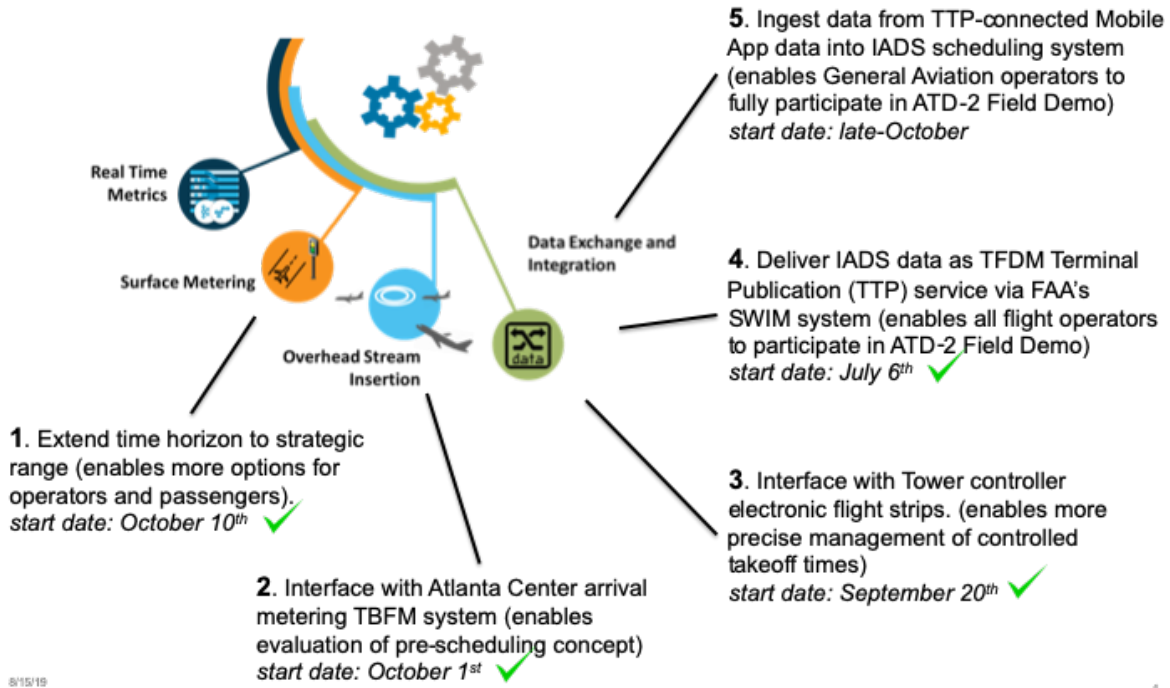 5. Ingest data from TTP-connected Mobile
App data into IADS scheduling system
(enables General Aviation operators to
fully participate in ATD-2 Field Demo)
start date: late-October
Real Time
Metrics
Surface Metering
Overhead Stream
Insertion
data
Data Exchange and
Integration
4. Deliver IADS data as TFDM Terminal
Publication (TTP) service via FAA's
SWIM system (enables all flight operators
to participate in ATD-2 Field Demo)
start date: July 6th
1. Extend time horizon to strategic
range (enables more options for
operators and passengers).
start date: October 10th
3. Interface with Tower controller
electronic flight strips. (enables more
precise management of controlled
takeoff times)
start date: September 20th
2. Interface with Atlanta Center arrival
metering TBFM system (enables
evaluation of pre-scheduling concept)
start date: October 1st
8/15/19